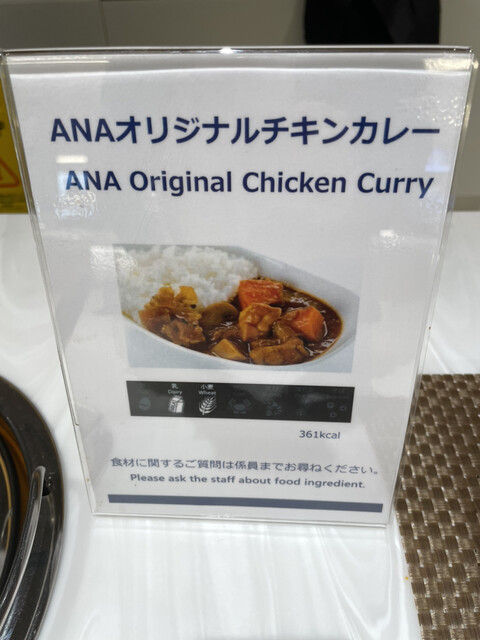 ANAオリジナルチキンカレー
ANA Original Chicken Curry
乳 小麦
Dairy Wheat
361kcal
食材に関するご質問は係員までお尋ねください。
Please ask the staff about food ingredient.